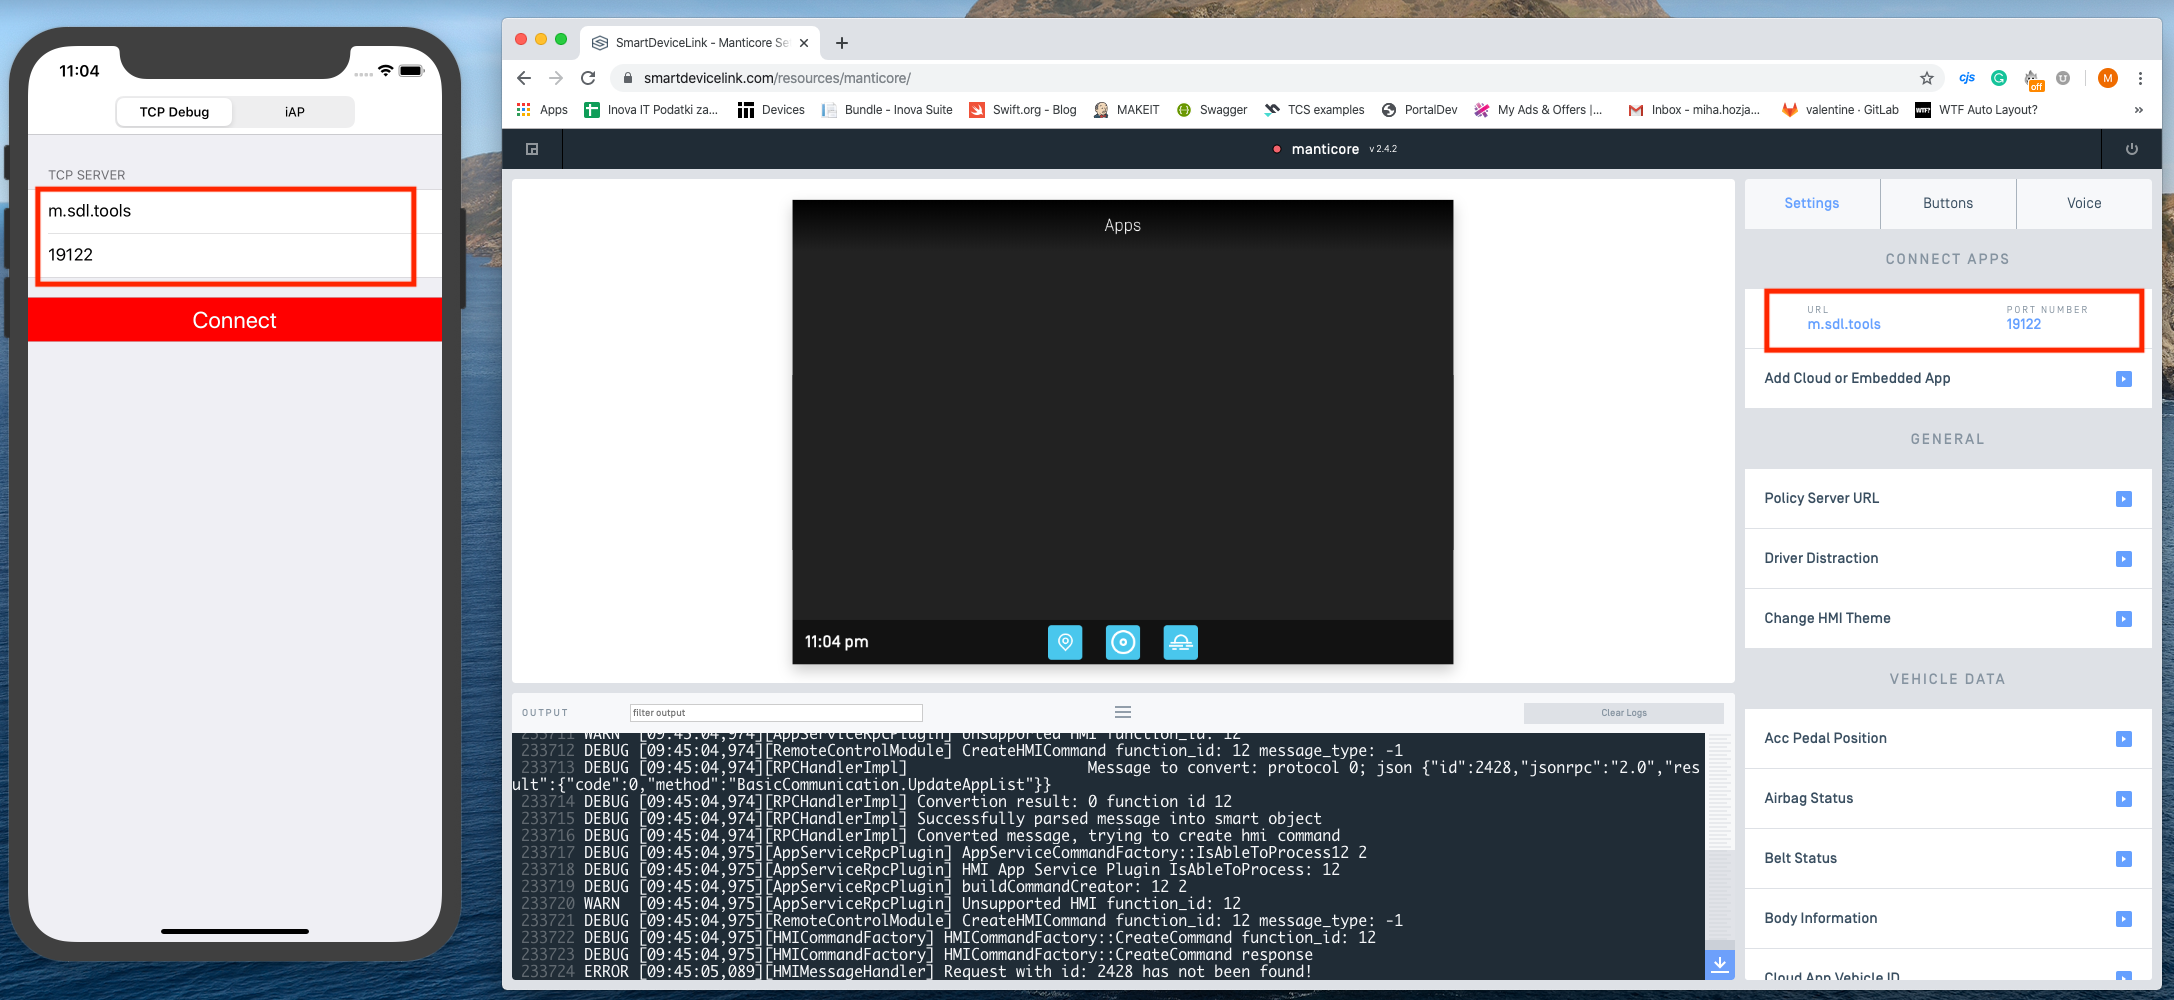 11:04
TCP Debug
iAP
TCP SERVER
m.sdl.tools
19122
Connect
SmartDeviceLink - Manticore Se
smartdevicelink.com/resources/manticore/
cjs
off
M
Apps
Inova IT Podatki za...
Devices
Bundle - Inova Suite
Swift.org - Blog
MAKEIT
Swagger
TCS examples
PortalDev
My Ads & Offers |...
Inbox - miha.hozja...
valentine · GitLab
WTF Auto Layout?
»
manticore v 2.4.2
Apps
11:04 pm
Settings
Buttons
Voice
CONNECT APPS
URL
m.sdl.tools
PORT NUMBER
19122
Add Cloud or Embedded App
GENERAL
Policy Server URL
Driver Distraction
Change HMI Theme
VEHICLE DATA
Acc Pedal Position
Airbag Status
Belt Status
Body Information
Cloud App Vehicle ID
OUTPUT
filter output
Clear Logs
233711 WARN [09:45:04,974][AppServiceRpcPlugin] Unsupported HMI function_id: 12
233712 DEBUG [09:45:04,974][RemoteControlModule] CreateHMICommand function_id: 12 message_type: -1
233713 DEBUG [09:45:04,974][RPCHandlerImpl] Message to convert: protocol 0; json {"id":2428,"jsonrpc":"2.0","res
ult":{"code":0,"method":"BasicCommunication.UpdateAppList"}}
233714 DEBUG [09:45:04,974][RPCHandlerImpl] Convertion result: 0 function id 12
233715 DEBUG [09:45:04,974][RPCHandlerImpl] Successfully parsed message into smart object
233716 DEBUG [09:45:04,974][RPCHandlerImpl] Converted message, trying to create hmi command
233717 DEBUG [09:45:04,975][AppServiceRpcPlugin] AppServiceCommandFactory::IsAbleToProcess12 2
233718 DEBUG [09:45:04,975][AppServiceRpcPlugin] HMI App Service Plugin IsAbleToProcess: 12
233719 DEBUG [09:45:04,975][AppServiceRpcPlugin] buildCommandCreator: 12 2
233720 WARN [09:45:04,975][AppServiceRpcPlugin] Unsupported HMI function_id: 12
233721 DEBUG [09:45:04,975][RemoteControlModule] CreateHMICommand function_id: 12 message_type: -1
233722 DEBUG [09:45:04,975][HMICommandFactory] HMICommandFactory::CreateCommand function_id: 12
233723 DEBUG [09:45:04,975][HMICommandFactory] HMICommandFactory::CreateCommand response
233724 ERROR [09:45:05,089][HMIMessageHandler] Request with id: 2428 has not been found!